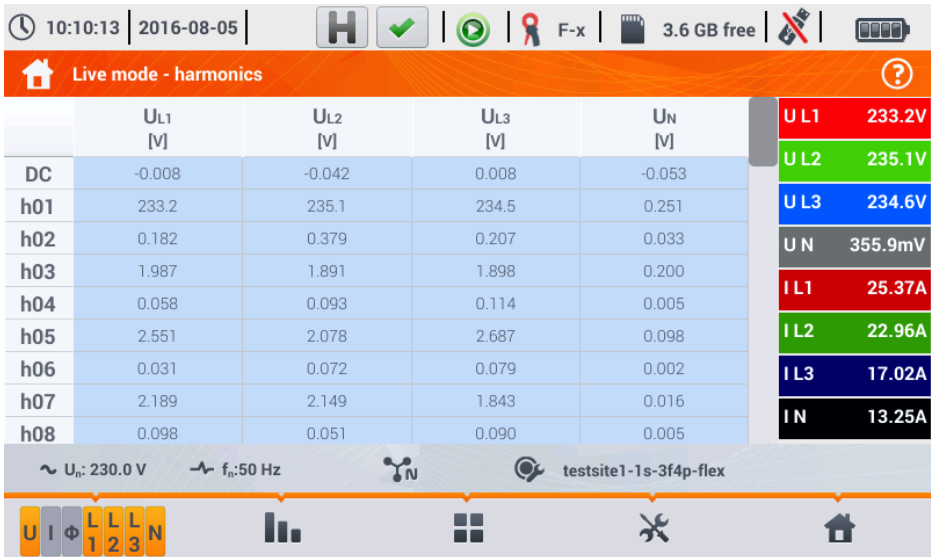 10:10:13 2016-08-05 H F-x 3.6 GB free
Live mode - harmonics ?
UL1 UL2 UL3 UN
[V] [V] [V] [V]
DC -0.008 -0.042 0.008 -0.053
h01 233.2 235.1 234.5 0.251
h02 0.182 0.379 0.207 0.033
h03 1.987 1.891 1.898 0.200
h04 0.058 0.093 0.114 0.005
h05 2.551 2.078 2.687 0.098
h06 0.031 0.072 0.079 0.002
h07 2.189 2.149 1.843 0.016
h08 0.098 0.051 0.090 0.005
U L1 233.2V
U L2 235.1V
U L3 234.6V
U N 355.9mV
I L1 25.37A
I L2 22.96A
I L3 17.02A
I N 13.25A
Un: 230.0 V fn:50 Hz N testsite1-1s-3f4p-flex
U I Φ L1 L2 L3 N